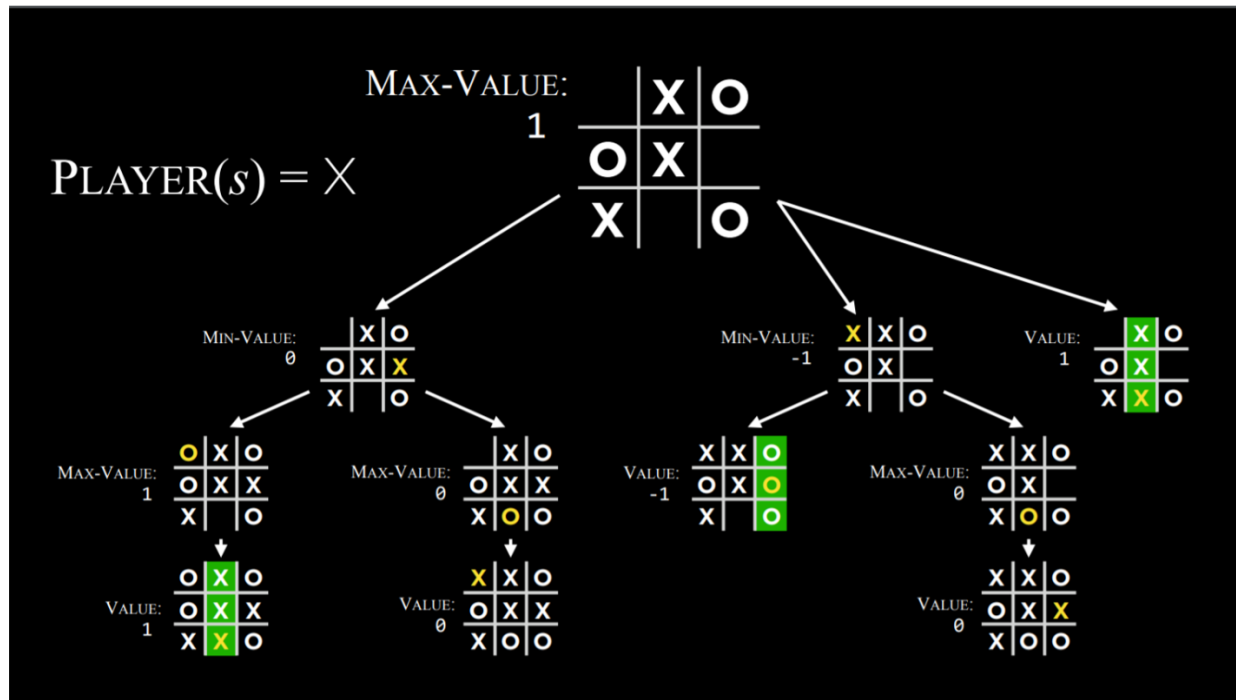 MAX-VALUE:
1
X O
O X
X O
PLAYER(s) = X
MIN-VALUE:
0
X O
O X X
X O
MIN-VALUE:
-1
X X O
O X
X O
VALUE:
1
X O
O X
X X O
MAX-VALUE:
1
O X O
O X X
X O
MAX-VALUE:
0
X O
O X X
X O O
VALUE:
-1
X X O
O X O
X O
MAX-VALUE:
0
X X O
O X
X O O
VALUE:
1
O X O
O X X
X X O
VALUE:
0
X X O
O X X
X O O
VALUE:
0
X X O
O X X
X O O